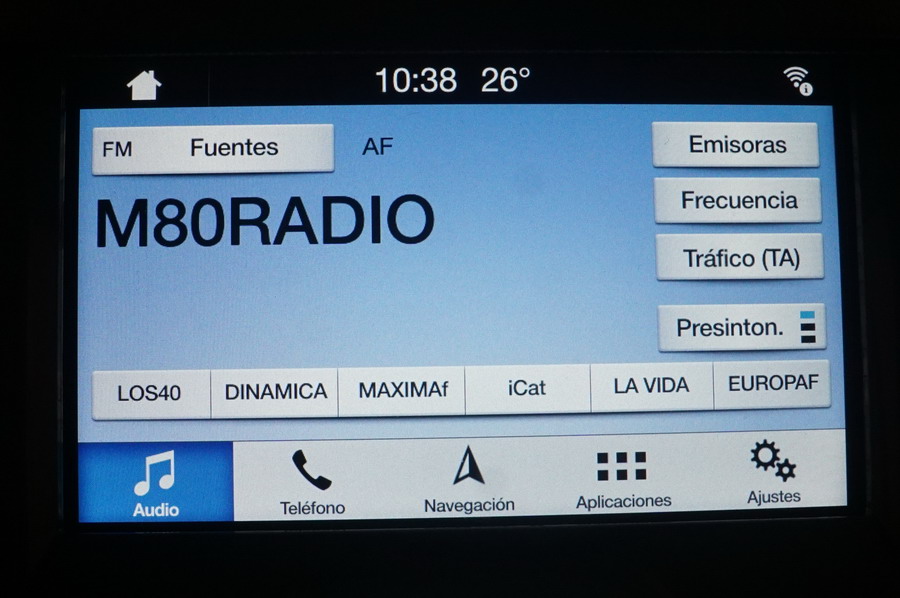 10:38 26°
FM Fuentes AF
Emisoras
M80RADIO
Frecuencia
Tráfico (TA)
Presinton.
LOS40 DINAMICA MAXIMAf iCat LA VIDA EUROPAF
Audio Teléfono Navegación Aplicaciones Ajustes